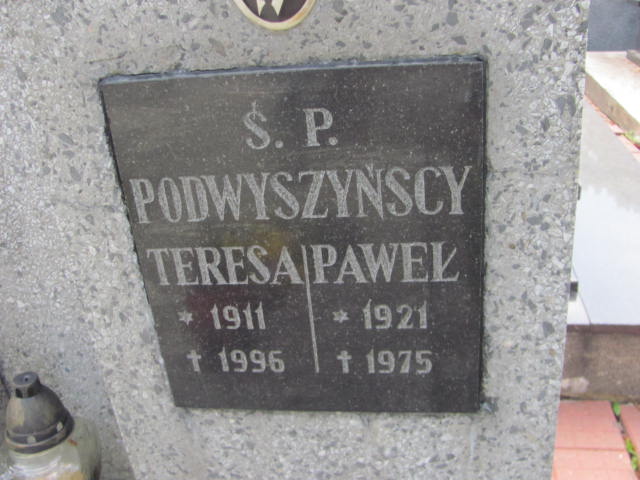 Ś. P.
PODWYSZYŃSCY
TERESA PAWEŁ
* 1911 * 1921
† 1996 † 1975